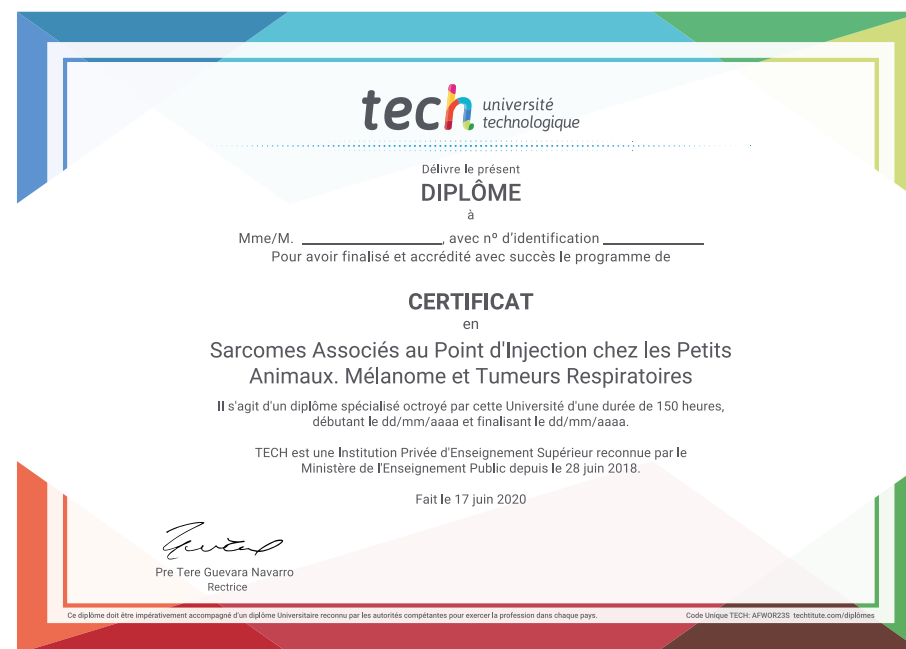 tech université
technologique
Délivre le présent
DIPLÔME
à
Mme/M. ____________________, avec nº d'identification ______________
Pour avoir finalisé et accrédité avec succès le programme de
CERTIFICAT
en
Sarcomes Associés au Point d'Injection chez les Petits
Animaux. Mélanome et Tumeurs Respiratoires
Il s'agit d'un diplôme spécialisé octroyé par cette Université d'une durée de 150 heures,
débutant le dd/mm/aaaa et finalisant le dd/mm/aaaa.
TECH est une Institution Privée d'Enseignement Supérieur reconnue par le
Ministère de l'Enseignement Public depuis le 28 juin 2018.
Fait le 17 juin 2020
Pre Tere Guevara Navarro
Rectrice
Ce diplôme doit être impérativement accompagné d'un diplôme Universitaire reconnu par les autorités compétantes pour exercer la profession dans chaque pays.
Code Unique TECH: AFWOR23S techtitute.com/diplômes